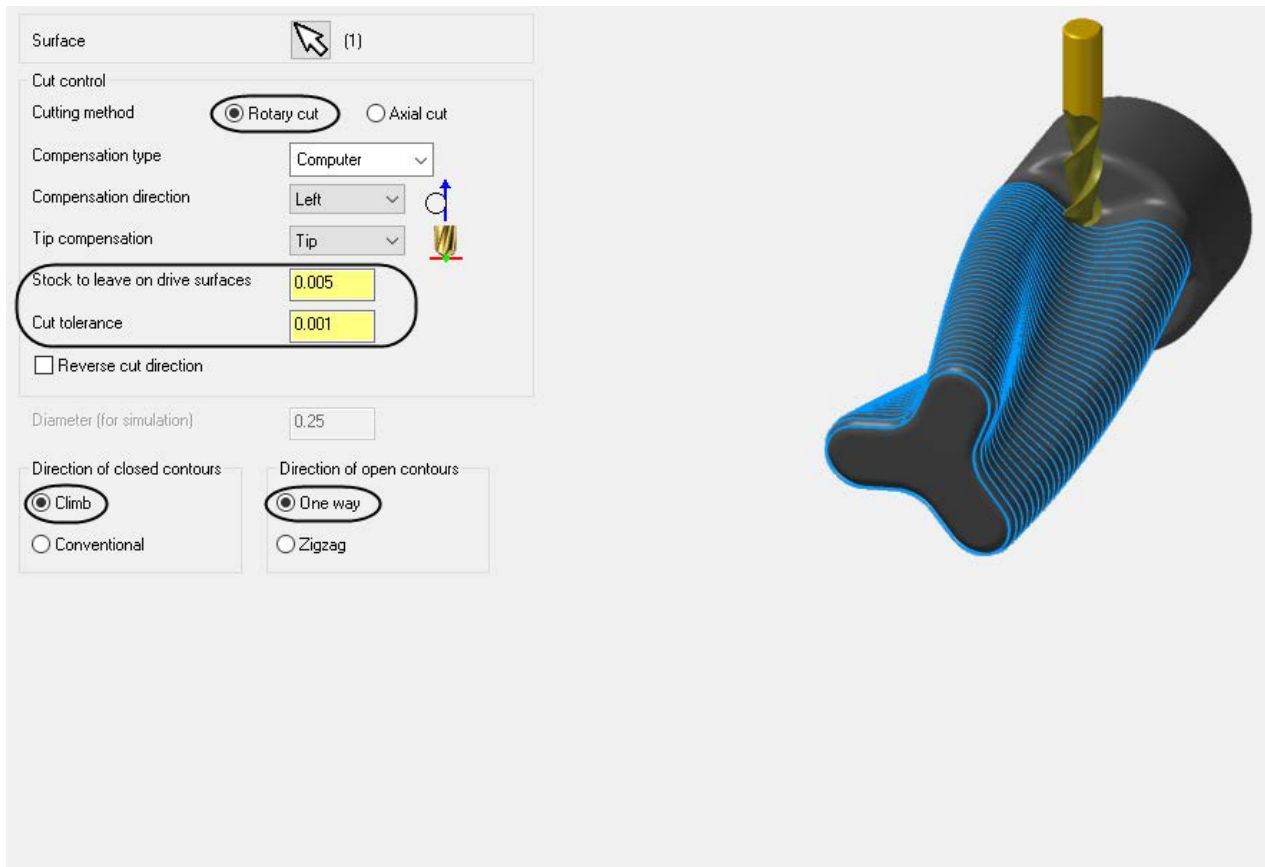 Surface (1)
Cut control
Cutting method Rotary cut Axial cut
Compensation type Computer
Compensation direction Left
Tip compensation Tip
Stock to leave on drive surfaces 0.005
Cut tolerance 0.001
Reverse cut direction
Diameter (for simulation) 0.25
Direction of closed contours Direction of open contours
Climb One way
Conventional Zigzag